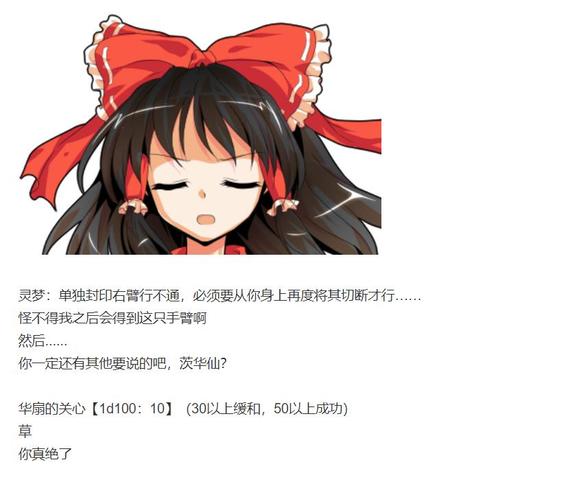 灵梦：单独封印右臂行不通，必须要从你身上再度将其切断才行……
怪不得我之后会得到这只手臂啊
然后......
你一定还有其他要说的吧，茨华仙？
华扇的关心【1d100：10】（30以上缓和，50以上成功）
草
你真绝了